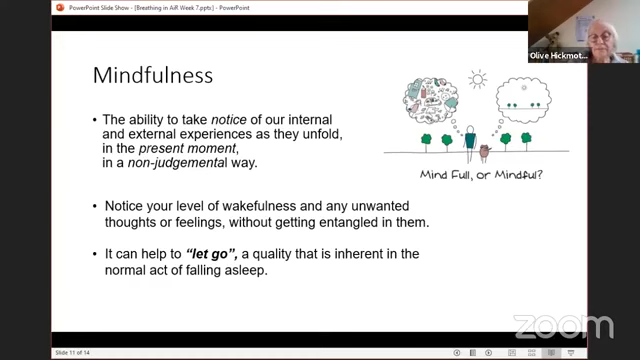 PowerPoint Slide Show - [Breathing in AiR Week 7.ppts] - PowerPoint
Olive Hickmot...
Mindfulness
• The ability to take notice of our internal
and external experiences as they unfold,
in the present moment,
in a non-judgemental way.
Mind Full, or Mindful?
• Notice your level of wakefulness and any unwanted
thoughts or feelings, without getting entangled in them.
• It can help to "let go", a quality that is inherent in the
normal act of falling asleep.
zoom
Slide 11 of 14